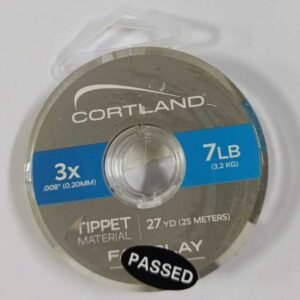 CORTLAND
3X
.008" (0.20MM)
7LB
(3.2 KG)
TIPPET
MATERIAL
27 YD (25 METERS)
PASSED